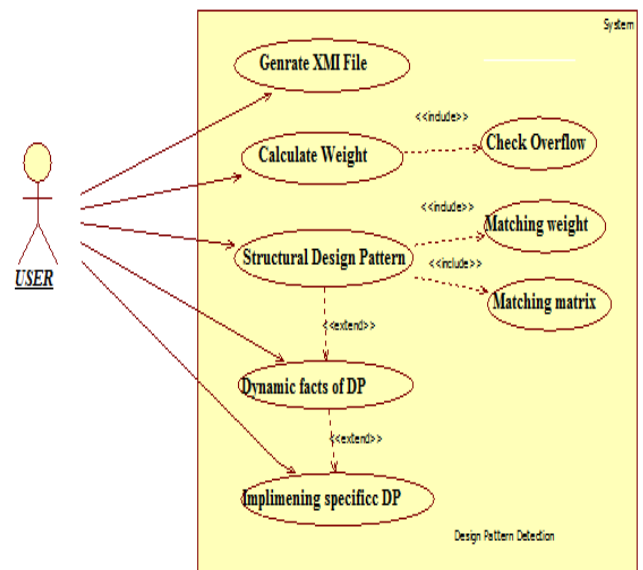 System
Genrate XMI File
<<include>>
Calculate Weight
Check Overflow
<<include>>
Matching weight
Structural Design Pattern
<<include>>
Matching matrix
USER
<<extend>>
Dynamic facts of DP
<<extend>>
Implimening specificc DP
Design Pattern Detection